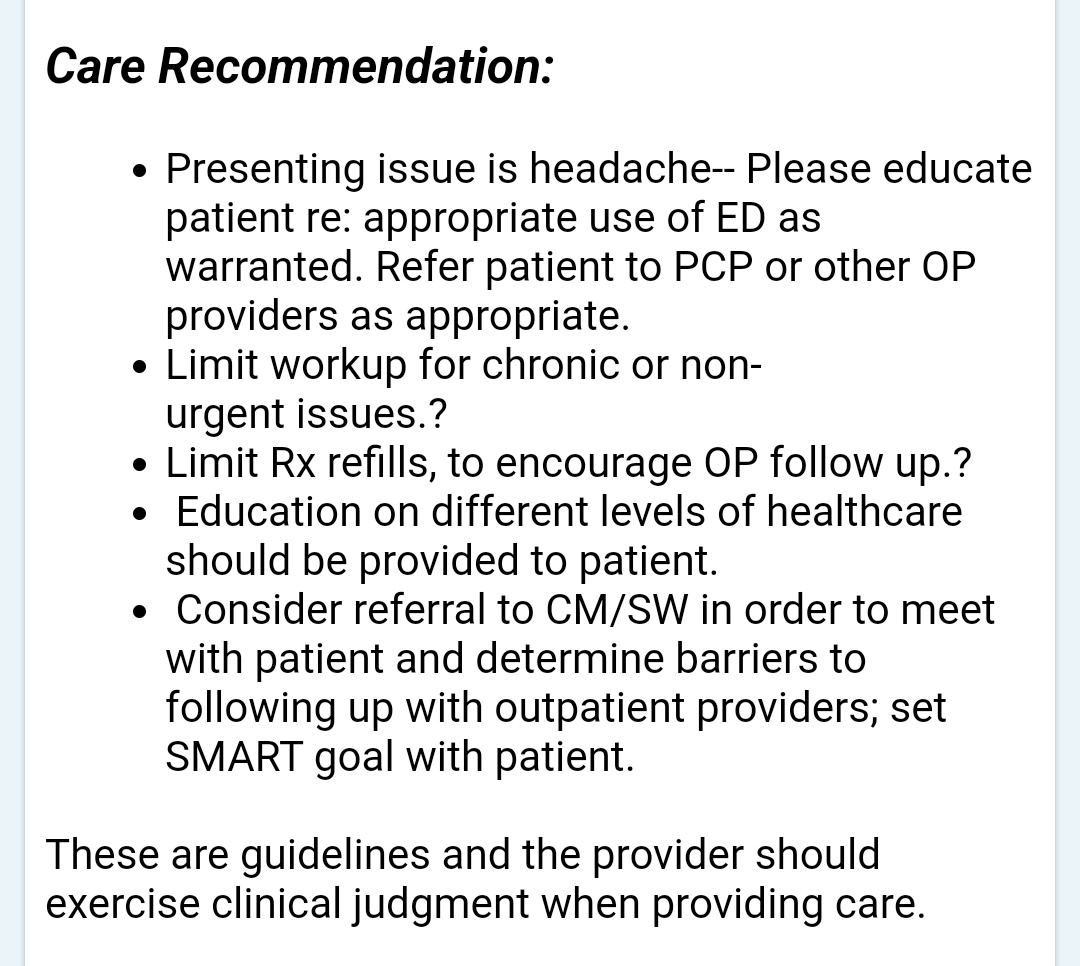 Care Recommendation:
• Presenting issue is headache-- Please educate
patient re: appropriate use of ED as
warranted. Refer patient to PCP or other OP
providers as appropriate.
• Limit workup for chronic or non-
urgent issues.?
• Limit Rx refills, to encourage OP follow up.?
• Education on different levels of healthcare
should be provided to patient.
• Consider referral to CM/SW in order to meet
with patient and determine barriers to
following up with outpatient providers; set
SMART goal with patient.
These are guidelines and the provider should
exercise clinical judgment when providing care.